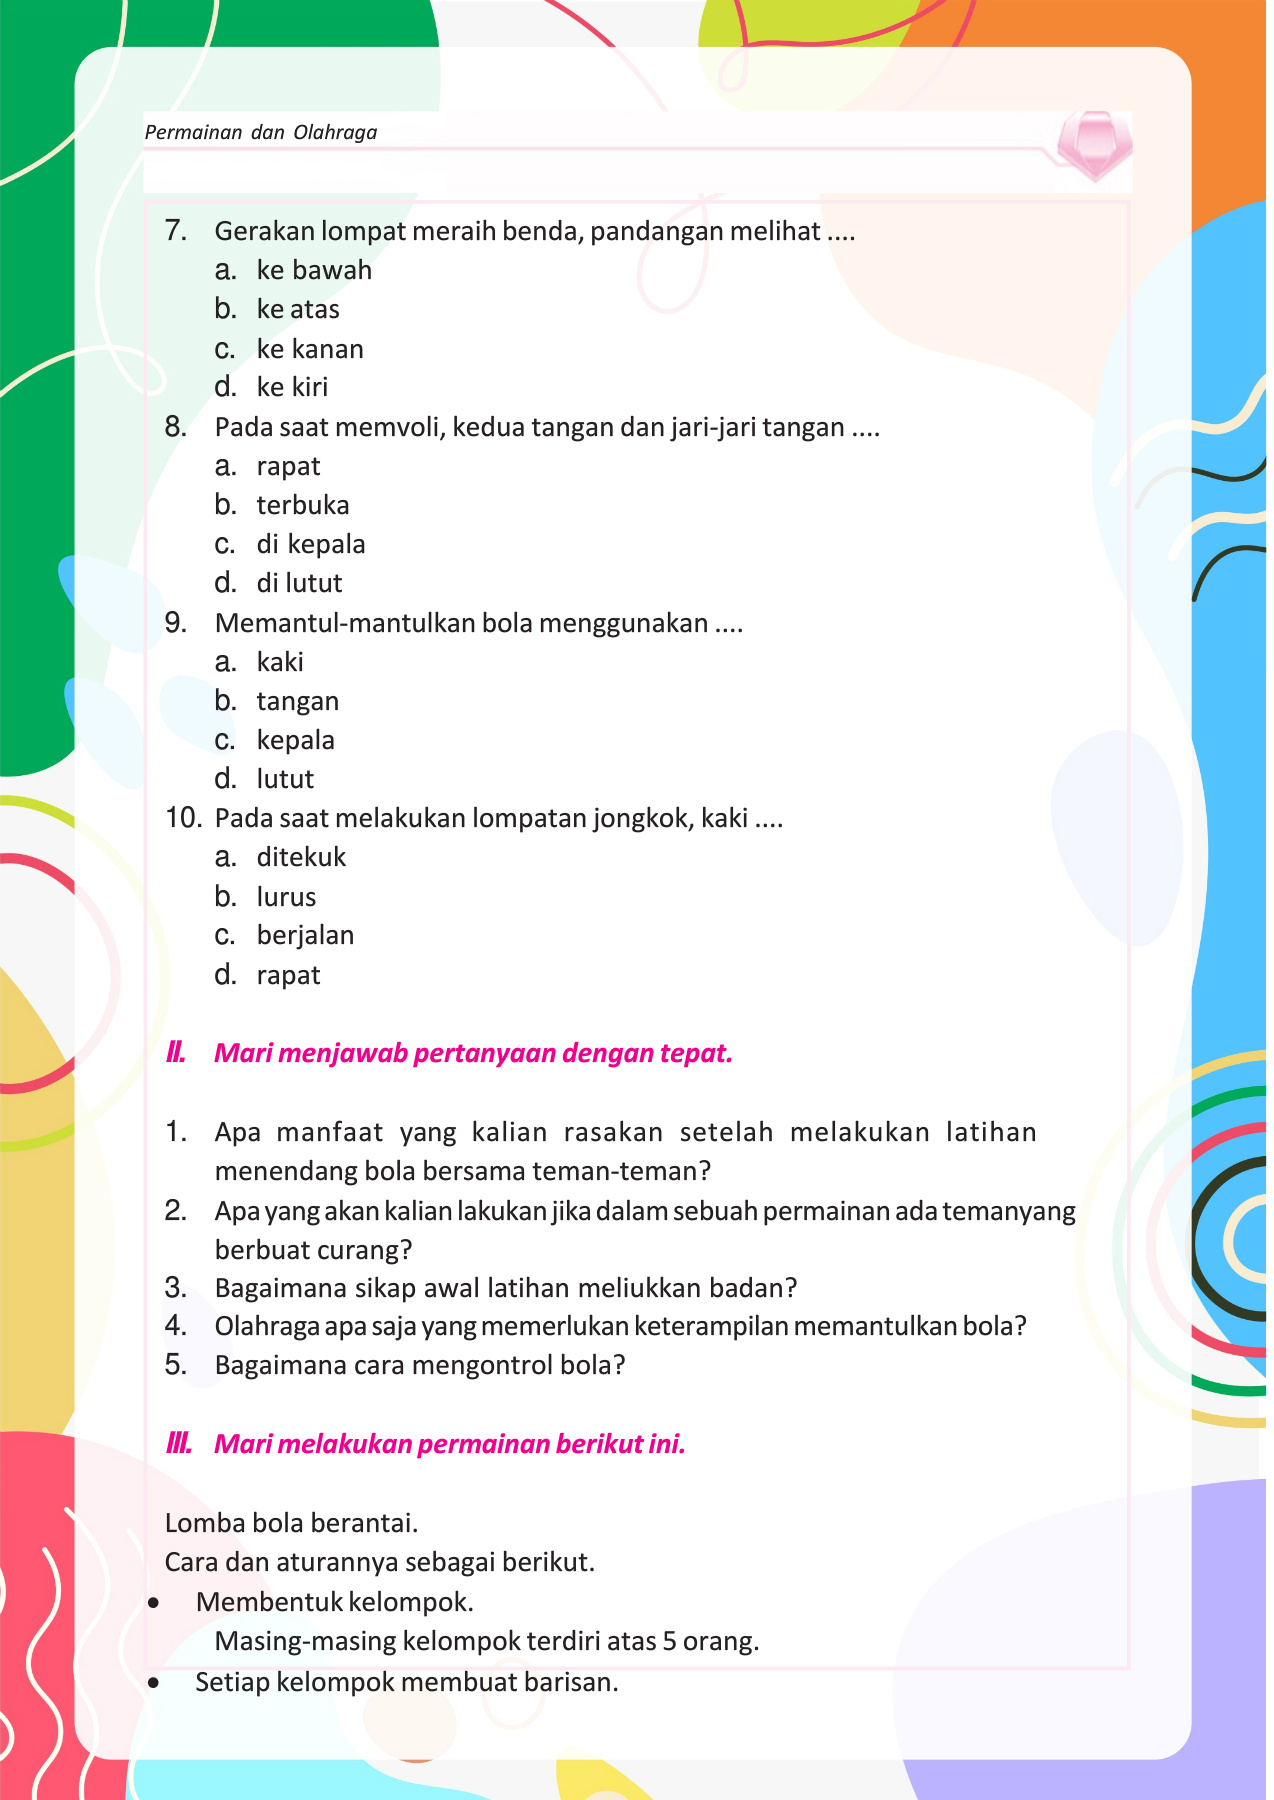 Permainan dan Olahraga
7. Gerakan lompat meraih benda, pandangan melihat ....
a. ke bawah
b. ke atas
c. ke kanan
d. ke kiri
8. Pada saat memvoli, kedua tangan dan jari-jari tangan ....
a. rapat
b. terbuka
c. di kepala
d. di lutut
9. Memantul-mantulkan bola menggunakan ....
a. kaki
b. tangan
c. kepala
d. lutut
10. Pada saat melakukan lompatan jongkok, kaki ....
a. ditekuk
b. lurus
c. berjalan
d. rapat
II. Mari menjawab pertanyaan dengan tepat.
1. Apa manfaat yang kalian rasakan setelah melakukan latihan
menendang bola bersama teman-teman?
2. Apa yang akan kalian lakukan jika dalam sebuah permainan ada temanyang
berbuat curang?
3. Bagaimana sikap awal latihan meliukkan badan?
4. Olahraga apa saja yang memerlukan keterampilan memantulkan bola?
5. Bagaimana cara mengontrol bola?
III. Mari melakukan permainan berikut ini.
Lomba bola berantai.
Cara dan aturannya sebagai berikut.
• Membentuk kelompok.
Masing-masing kelompok terdiri atas 5 orang.
• Setiap kelompok membuat barisan.